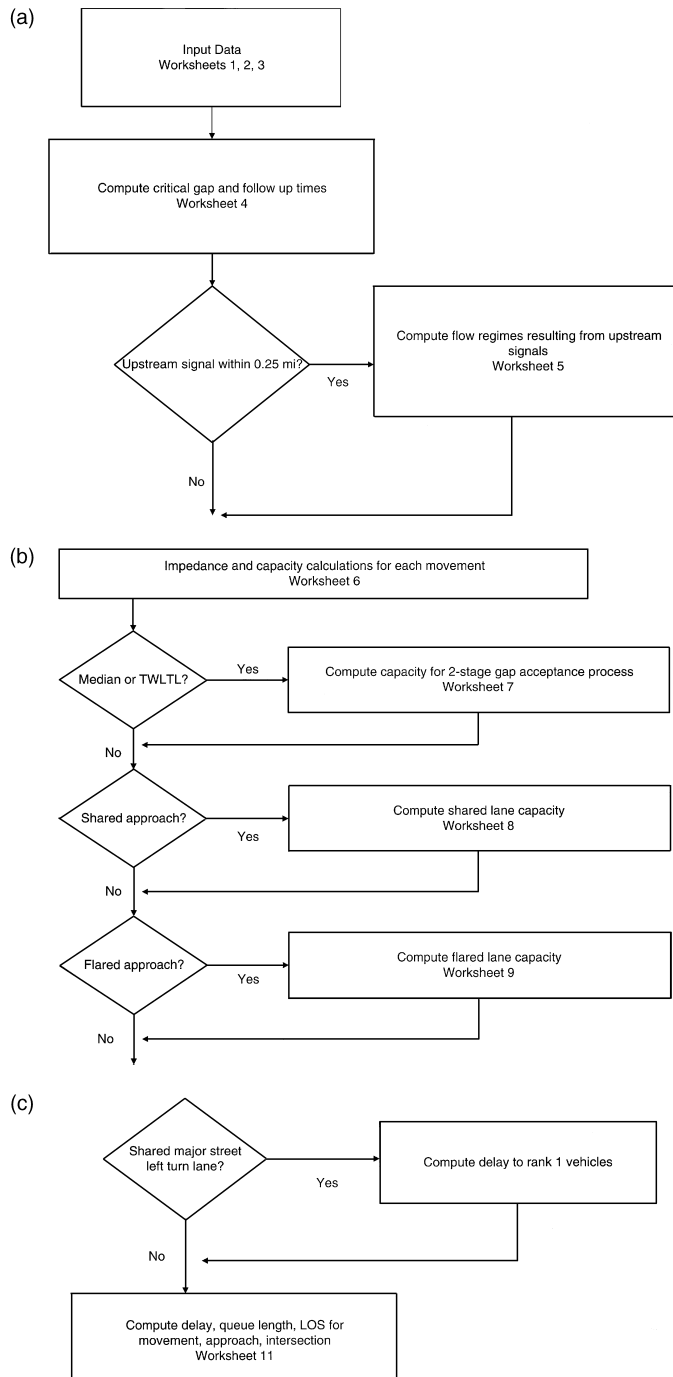 (a)
Input Data
Worksheets 1, 2, 3
Compute critical gap and follow up times
Worksheet 4
Upstream signal within 0.25 mi?
Yes
Compute flow regimes resulting from upstream
signals
Worksheet 5
No
(b)
Impedance and capacity calculations for each movement
Worksheet 6
Median or TWLTL?
Yes
Compute capacity for 2-stage gap acceptance process
Worksheet 7
No
Shared approach?
Yes
Compute shared lane capacity
Worksheet 8
No
Flared approach?
Yes
Compute flared lane capacity
Worksheet 9
No
(c)
Shared major street
left turn lane?
Yes
Compute delay to rank 1 vehicles
No
Compute delay, queue length, LOS for
movement, approach, intersection
Worksheet 11